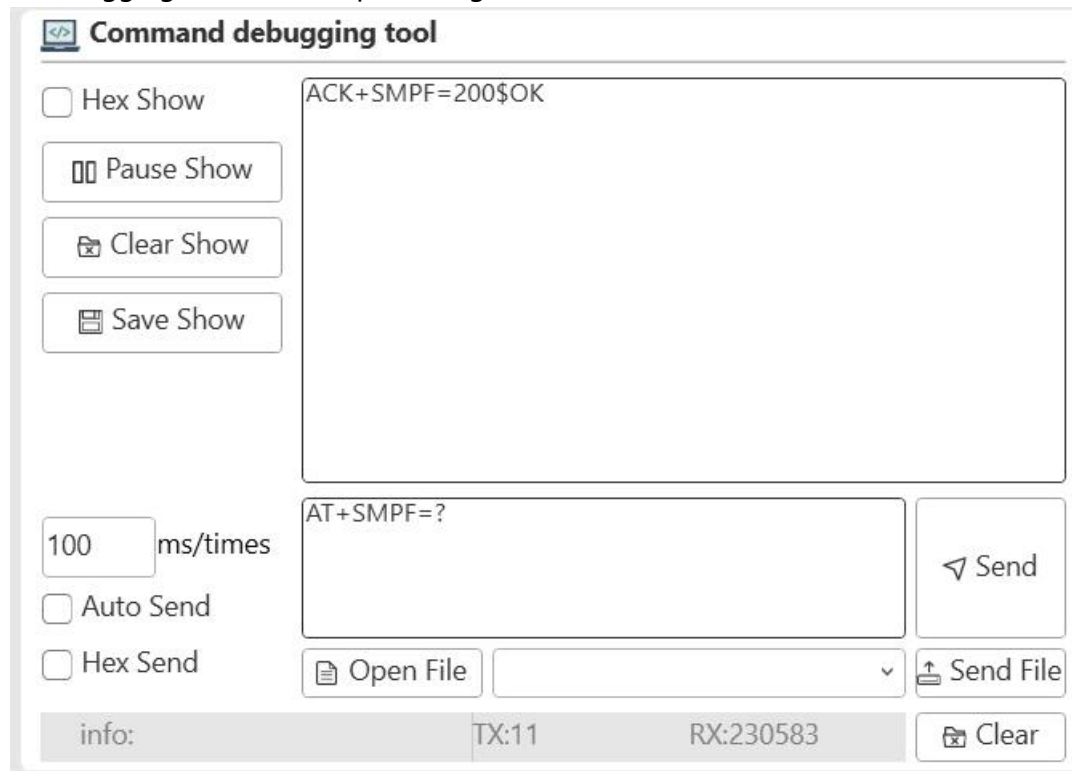 Command debugging tool
Hex Show
ACK+SMPF=200$OK
Pause Show
Clear Show
Save Show
100 ms/times
AT+SMPF=?
Send
Auto Send
Hex Send
Open File
Send File
info: TX:11 RX:230583
Clear